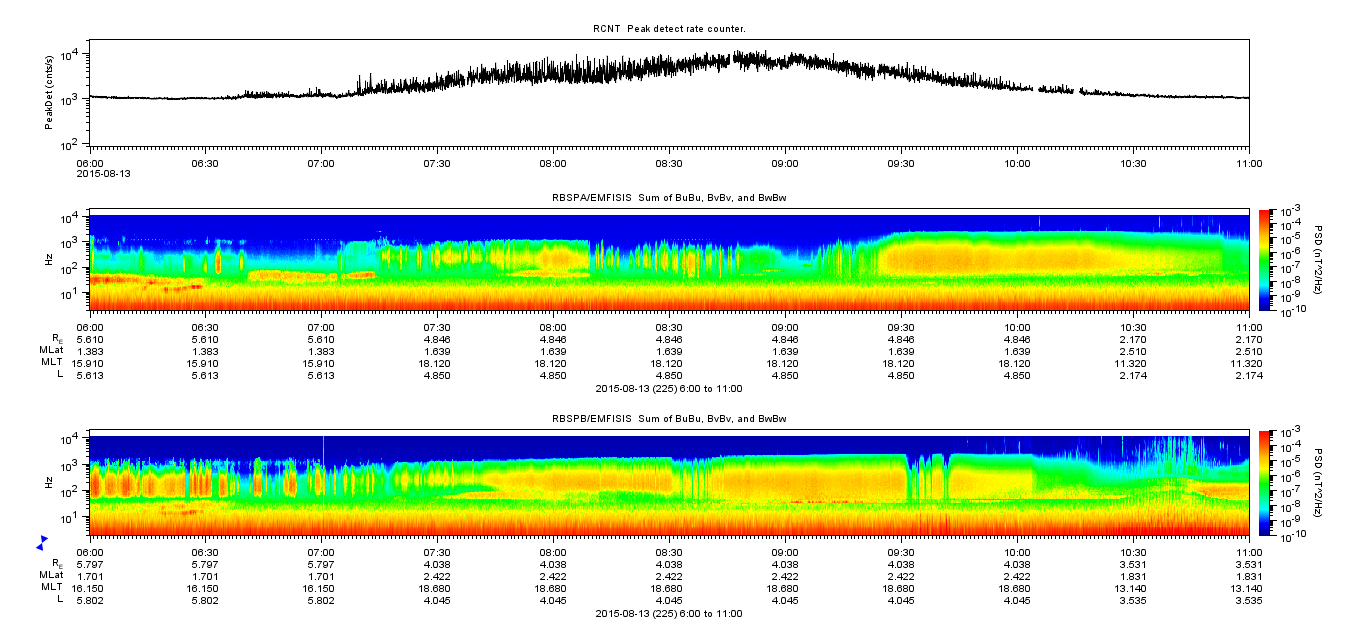 RCNT Peak detect rate counter.
PeakDet (cnts/s)
10^4
10^3
10^2
06:00 06:30 07:00 07:30 08:00 08:30 09:00 09:30 10:00 10:30 11:00
2015-08-13
RBSPA/EMFISIS Sum of BuBu, BvBv, and BwBw
Hz
10^4
10^3
10^2
10^1
10^-3
10^-4
10^-5
10^-6
10^-7
10^-8
10^-9
10^-10
PSD (nT^2/Hz)
06:00 06:30 07:00 07:30 08:00 08:30 09:00 09:30 10:00 10:30 11:00
R_E 5.610 5.610 5.610 4.846 4.846 4.846 4.846 4.846 4.846 2.170 2.170
MLat 1.383 1.383 1.383 1.639 1.639 1.639 1.639 1.639 1.639 2.510 2.510
MLT 15.910 15.910 15.910 18.120 18.120 18.120 18.120 18.120 18.120 11.320 11.320
L 5.613 5.613 5.613 4.850 4.850 4.850 4.850 4.850 4.850 2.174 2.174
2015-08-13 (225) 6:00 to 11:00
RBSPB/EMFISIS Sum of BuBu, BvBv, and BwBw
Hz
10^4
10^3
10^2
10^1
10^-3
10^-4
10^-5
10^-6
10^-7
10^-8
10^-9
10^-10
PSD (nT^2/Hz)
06:00 06:30 07:00 07:30 08:00 08:30 09:00 09:30 10:00 10:30 11:00
R_E 5.797 5.797 5.797 4.038 4.038 4.038 4.038 4.038 4.038 3.531 3.531
MLat 1.701 1.701 1.701 2.422 2.422 2.422 2.422 2.422 2.422 1.831 1.831
MLT 16.150 16.150 16.150 18.680 18.680 18.680 18.680 18.680 18.680 13.140 13.140
L 5.802 5.802 5.802 4.045 4.045 4.045 4.045 4.045 4.045 3.535 3.535
2015-08-13 (225) 6:00 to 11:00